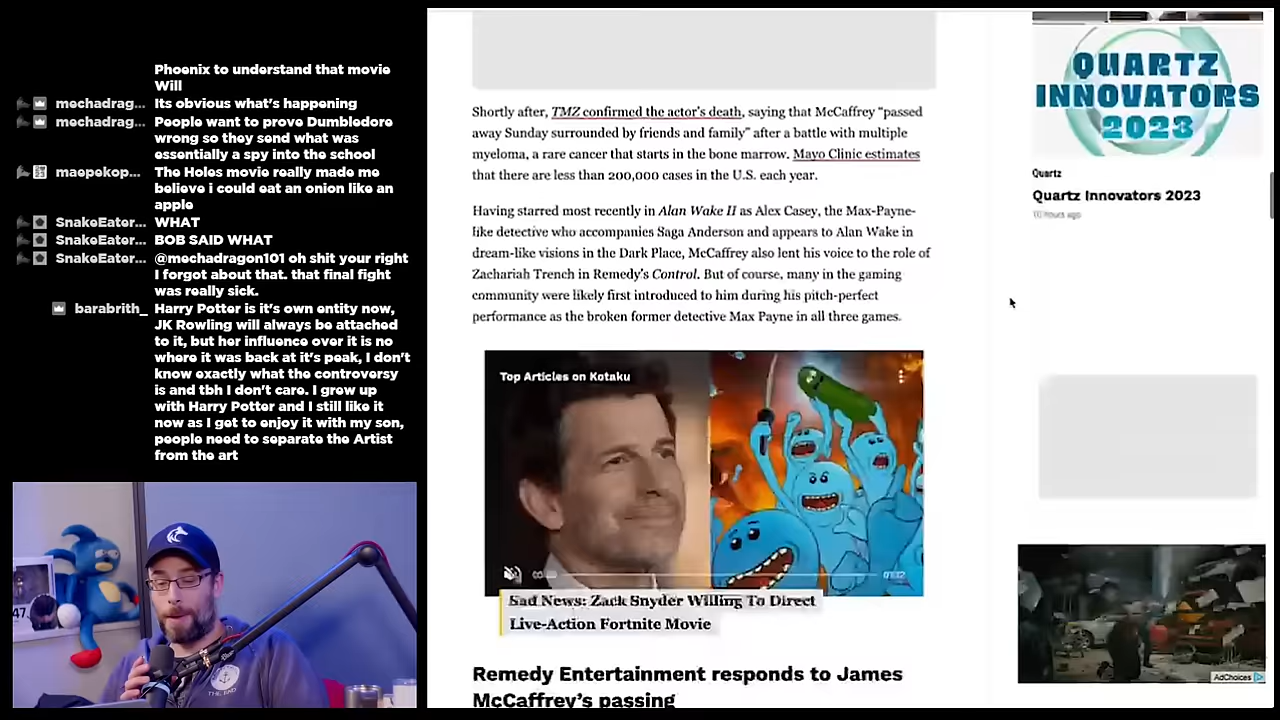 Phoenix to understand that movie
Will
mechadrag... Its obvious what's happening
mechadrag... People want to prove Dumbledore
wrong so they send what was
essentially a spy into the school
maepekop... The Holes movie really made me
believe i could eat an onion like an
apple
SnakeEater... WHAT
SnakeEater... BOBB DID WHAT
SnakeEater... @mechadragon101 oh shit your right
I forgot about that. that final fight
was really sick.
barabrith_ Harry Potter is it's own entity now,
JK Rowling will always be attached
to it, but her influence over it is no
where it was back at it's peak, I don't
know exactly what the controversy
is and tbh I don't care. I grew up
with Harry Potter and I still like it
now as I get to enjoy it with my son,
people need to separate the Artist
from the art
47
THE
Shortly after, TMZ confirmed the actor's death, saying that McCaffrey "passed
away Sunday surrounded by friends and family" after a battle with multiple
myeloma, a rare cancer that starts in the bone marrow. Mayo Clinic estimates
that there are less than 200,000 cases in the U.S. each year.
Having starred most recently in Alan Wake II as Alex Casey, the Max-Payne-
like detective who accompanies Saga Anderson and appears to Alan Wake in
dream-like visions in the Dark Place, McCaffrey also lent his voice to the role of
Zachariah Trench in Remedy's Control. But of course, many in the gaming
community were likely first introduced to him during his pitch-perfect
performance as the broken former detective Max Payne in all three games.
Top Articles on Kotaku
Sad News: Zack Snyder Willing To Direct
Live-Action Fortnite Movie
Remedy Entertainment responds to James
McCaffrey's passing
QUARTZ
INNOVATORS
2023
Quartz
Quartz Innovators 2023
10 hours ago
AdChoices